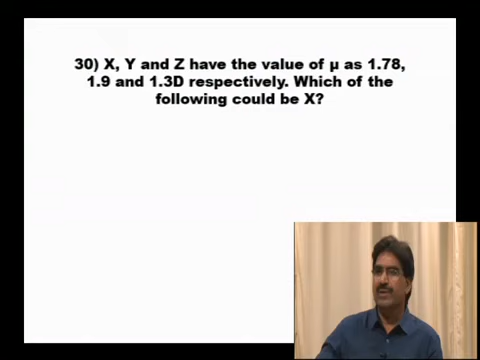 30) X, Y and Z have the value of μ as 1.78,
1.9 and 1.3D respectively. Which of the
following could be X?